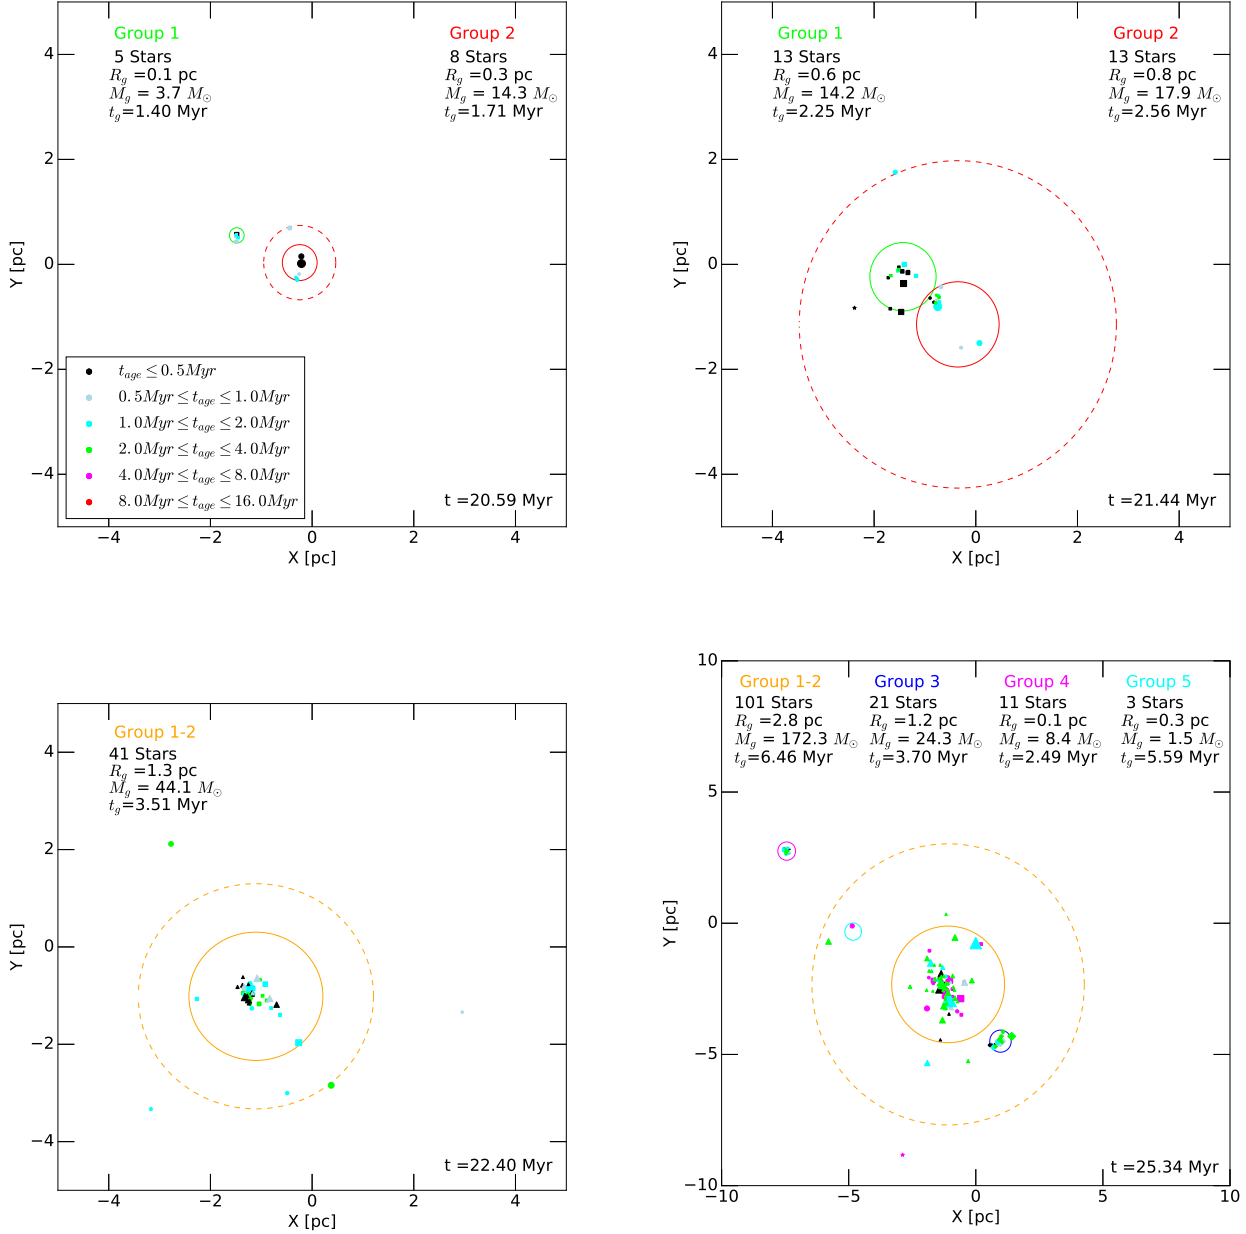 Group 1
5 Stars
R_g =0.1 pc
M_g = 3.7 M_⊙
t_g=1.40 Myr
Group 2
8 Stars
R_g =0.3 pc
M_g = 14.3 M_⊙
t_g=1.71 Myr
4
2
0
−2
−4
Y [pc]
t_age ≤ 0.5Myr
0.5Myr ≤ t_age ≤ 1.0Myr
1.0Myr ≤ t_age ≤ 2.0Myr
2.0Myr ≤ t_age ≤ 4.0Myr
4.0Myr ≤ t_age ≤ 8.0Myr
8.0Myr ≤ t_age ≤ 16.0Myr
t =20.59 Myr
−4 −2 0 2 4
X [pc]
Group 1
13 Stars
R_g =0.6 pc
M_g = 14.2 M_⊙
t_g=2.25 Myr
Group 2
13 Stars
R_g =0.8 pc
M_g = 17.9 M_⊙
t_g=2.56 Myr
4
2
0
−2
−4
Y [pc]
t =21.44 Myr
−4 −2 0 2 4
X [pc]
Group 1-2
41 Stars
R_g =1.3 pc
M_g = 44.1 M_⊙
t_g=3.51 Myr
4
2
0
−2
−4
Y [pc]
t =22.40 Myr
−4 −2 0 2 4
X [pc]
Group 1-2
101 Stars
R_g =2.8 pc
M_g = 172.3 M_⊙
t_g=6.46 Myr
Group 3
21 Stars
R_g =1.2 pc
M_g = 24.3 M_⊙
t_g=3.70 Myr
Group 4
11 Stars
R_g =0.1 pc
M_g = 8.4 M_⊙
t_g=2.49 Myr
Group 5
3 Stars
R_g =0.3 pc
M_g = 1.5 M_⊙
t_g=5.59 Myr
10
5
0
−5
−10
Y [pc]
t =25.34 Myr
−10 −5 0 5 10
X [pc]